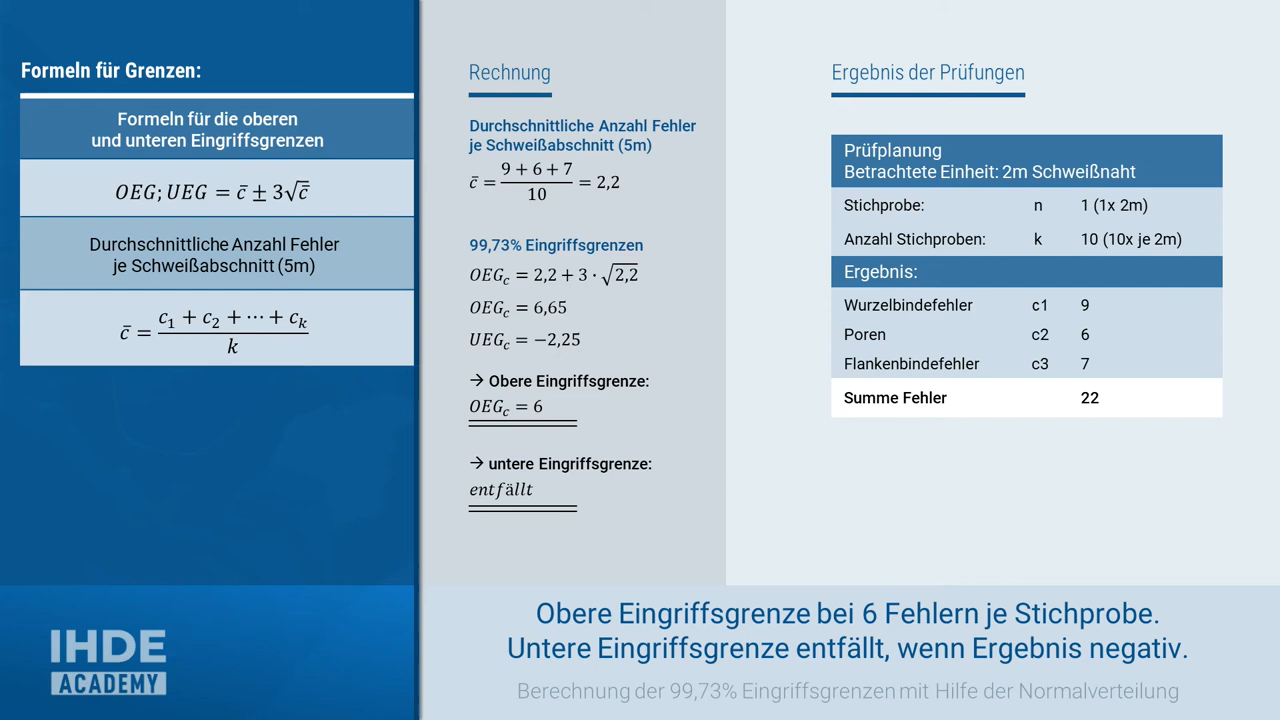 Formeln für Grenzen:
Formeln für die oberen
und unteren Eingriffsgrenzen
OEG; UEG = c̄ ± 3√c̄
Durchschnittliche Anzahl Fehler
je Schweißabschnitt (5m)
c̄ = (c₁ + c₂ + ⋯ + cₖ) / k
IHDE
ACADEMY
Rechnung
Durchschnittliche Anzahl Fehler
je Schweißabschnitt (5m)
c̄ = (9 + 6 + 7) / 10 = 2,2
99,73% Eingriffsgrenzen
OEG_c = 2,2 + 3 · √2,2
OEG_c = 6,65
UEG_c = −2,25
→ Obere Eingriffsgrenze:
OEG_c = 6
→ untere Eingriffsgrenze:
entfällt
Ergebnis der Prüfungen
Prüfplanung
Betrachtete Einheit: 2m Schweißnaht
Stichprobe: n 1 (1x 2m)
Anzahl Stichproben: k 10 (10x je 2m)
Ergebnis:
Wurzelbindefehler c1 9
Poren c2 6
Flankenbindefehler c3 7
Summe Fehler 22
Obere Eingriffsgrenze bei 6 Fehlern je Stichprobe.
Untere Eingriffsgrenze entfällt, wenn Ergebnis negativ.
Berechnung der 99,73% Eingriffsgrenzen mit Hilfe der Normalverteilung